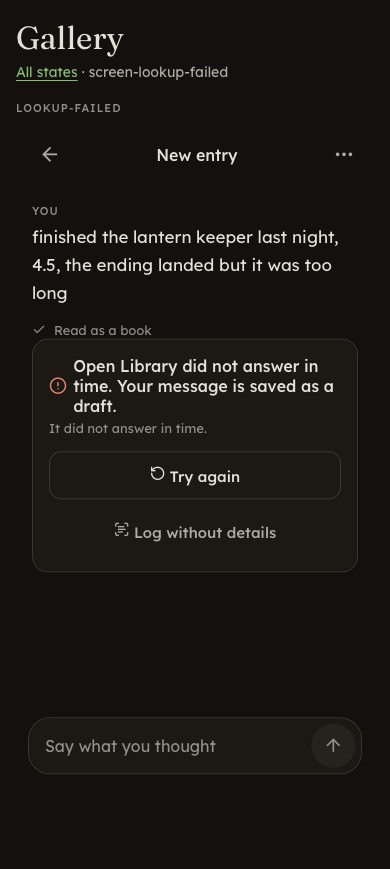 Gallery
All states · screen-lookup-failed
LOOKUP-FAILED
New entry
YOU
finished the lantern keeper last night,
4.5, the ending landed but it was too
long
Read as a book
Open Library did not answer in
time. Your message is saved as a
draft.
It did not answer in time.
Try again
Log without details
Say what you thought